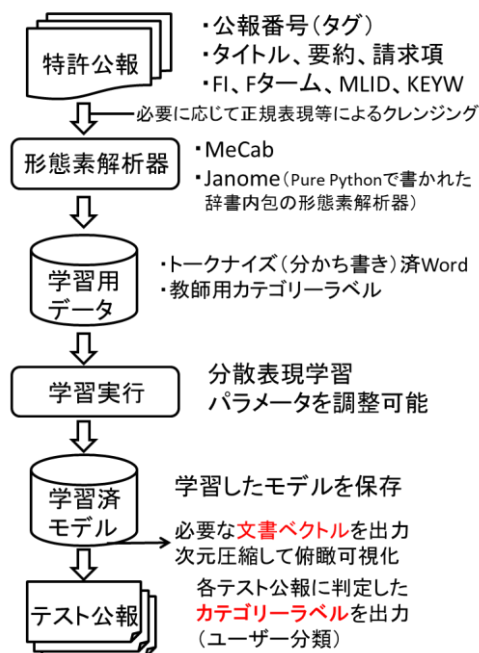 特許公報
・公報番号(タグ)
・タイトル、要約、請求項
・FI、Fターム、MLID、KEYW
必要に応じて正規表現等によるクレンジング
形態素解析器
・MeCab
・Janome(Pure Pythonで書かれた
辞書内包の形態素解析器)
学習用
データ
・トークナイズ(分かち書き)済Word
・教師用カテゴリーラベル
学習実行
分散表現学習
パラメータを調整可能
学習済
モデル
学習したモデルを保存
必要な文書ベクトルを出力
次元圧縮して俯瞰可視化
テスト公報
各テスト公報に判定した
カテゴリーラベルを出力
(ユーザー分類)